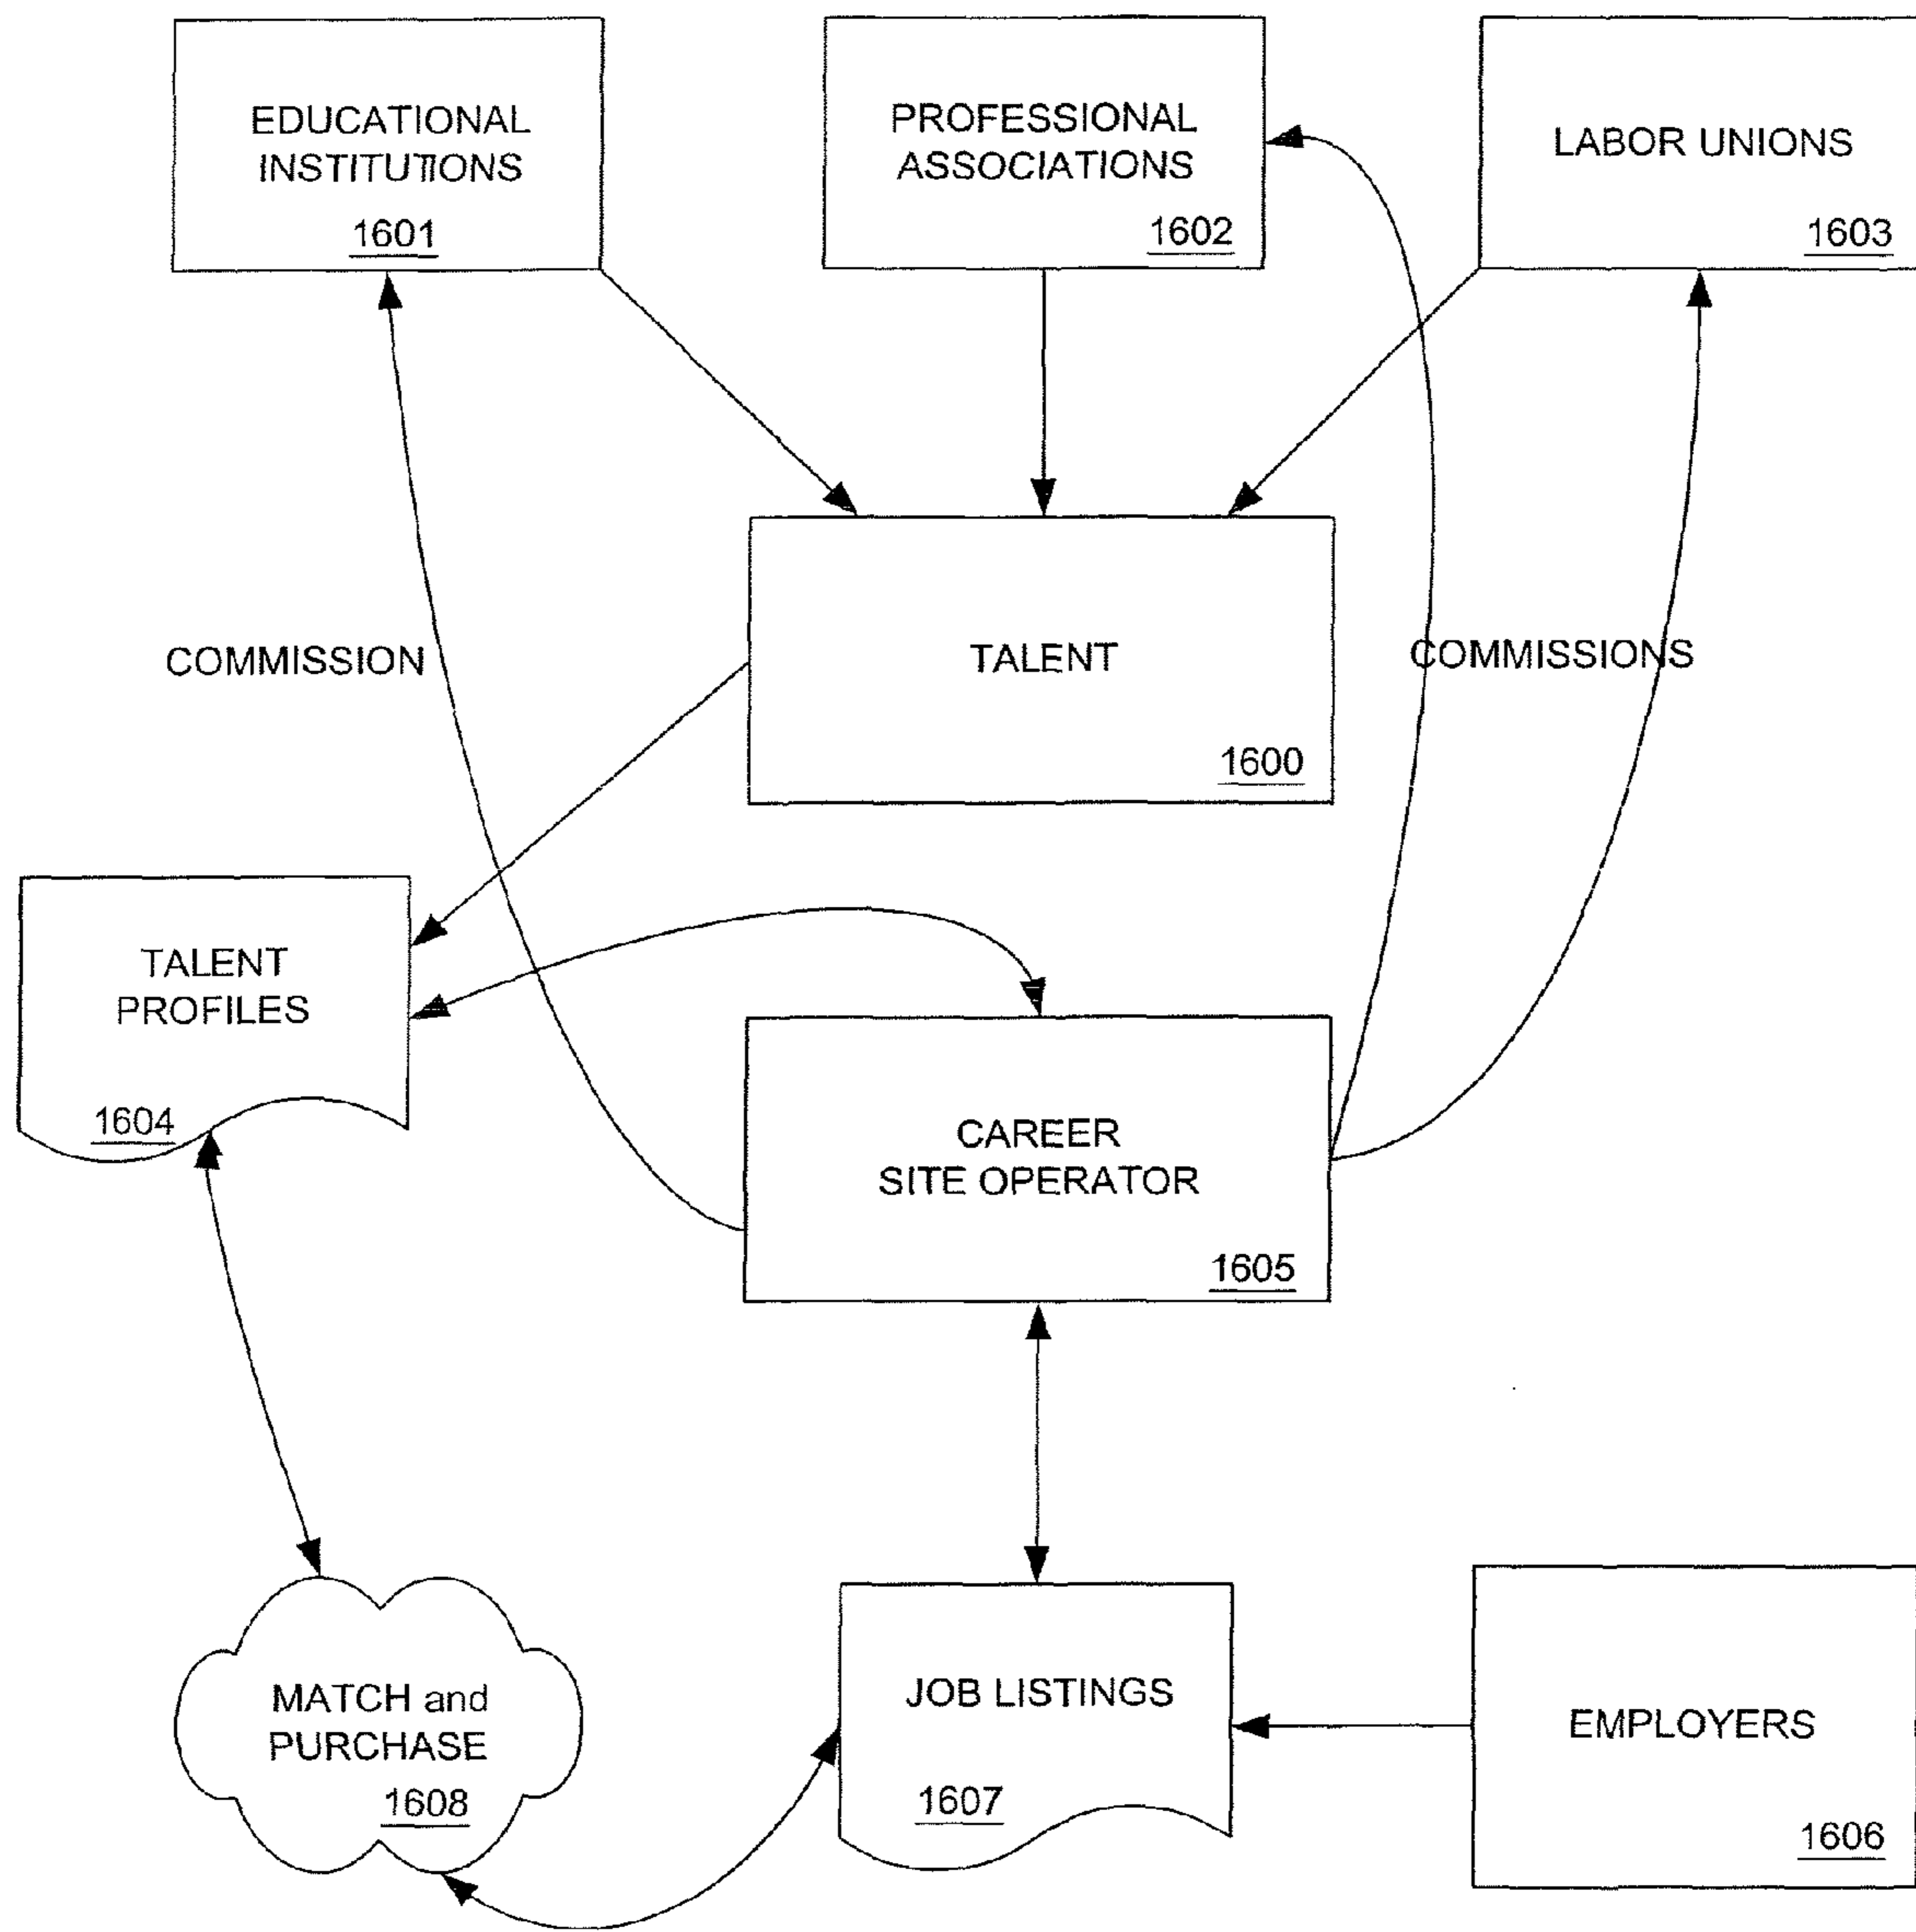 EDUCATIONAL
INSTITUTIONS
1601
PROFESSIONAL
ASSOCIATIONS
1602
LABOR UNIONS
1603
COMMISSION
TALENT
1600
COMMISSIONS
TALENT
PROFILES
1604
CAREER
SITE OPERATOR
1605
MATCH and
PURCHASE
1608
JOB LISTINGS
1607
EMPLOYERS
1606